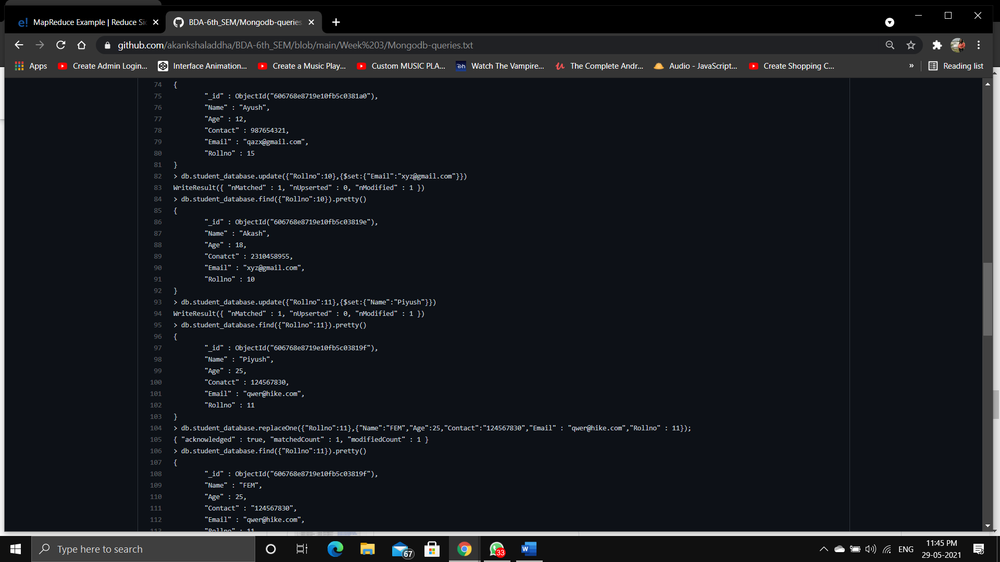 e! MapReduce Example | Reduce Sic
BDA-6th_SEM/Mongodb-queries
github.com/akankshaladdha/BDA-6th_SEM/blob/main/Week%203/Mongodb-queries.txt
Apps
Create Admin Login...
Interface Animation...
Create a Music Play...
Custom MUSIC PLA...
Dh Watch The Vampire...
The Complete Andr...
Audio - JavaScript...
Create Shopping C...
»
Reading list
74 {
75 "_id" : ObjectId("606768e8719e10fb5c0381a0"),
76 "Name" : "Ayush",
77 "Age" : 12,
78 "Contact" : 987654321,
79 "Email" : "qazx@gmail.com",
80 "Rollno" : 15
81 }
82 > db.student_database.update({"Rollno":10},{$set:{"Email":"xyz@gmail.com"}})
83 WriteResult({ "nMatched" : 1, "nUpserted" : 0, "nModified" : 1 })
84 > db.student_database.find({"Rollno":10}).pretty()
85 {
86 "_id" : ObjectId("606768e8719e10fb5c03819e"),
87 "Name" : "Akash",
88 "Age" : 18,
89 "Conatct" : 2310458955,
90 "Email" : "xyz@gmail.com",
91 "Rollno" : 10
92 }
93 > db.student_database.update({"Rollno":11},{$set:{"Name":"Piyush"}})
94 WriteResult({ "nMatched" : 1, "nUpserted" : 0, "nModified" : 1 })
95 > db.student_database.find({"Rollno":11}).pretty()
96 {
97 "_id" : ObjectId("606768e8719e10fb5c03819f"),
98 "Name" : "Piyush",
99 "Age" : 25,
100 "Conatct" : 124567830,
101 "Email" : "qwer@hike.com",
102 "Rollno" : 11
103 }
104 > db.student_database.replaceOne({"Rollno":11},{"Name":"FEM","Age":25,"Contact":"124567830","Email" : "qwer@hike.com","Rollno" : 11});
105 { "acknowledged" : true, "matchedCount" : 1, "modifiedCount" : 1 }
106 > db.student_database.find({"Rollno":11}).pretty()
107 {
108 "_id" : ObjectId("606768e8719e10fb5c03819f"),
109 "Name" : "FEM",
110 "Age" : 25,
111 "Contact" : "124567830",
112 "Email" : "qwer@hike.com",
113 "Rollno" : 11
Type here to search
67
33
W
ENG
11:45 PM
29-05-2021